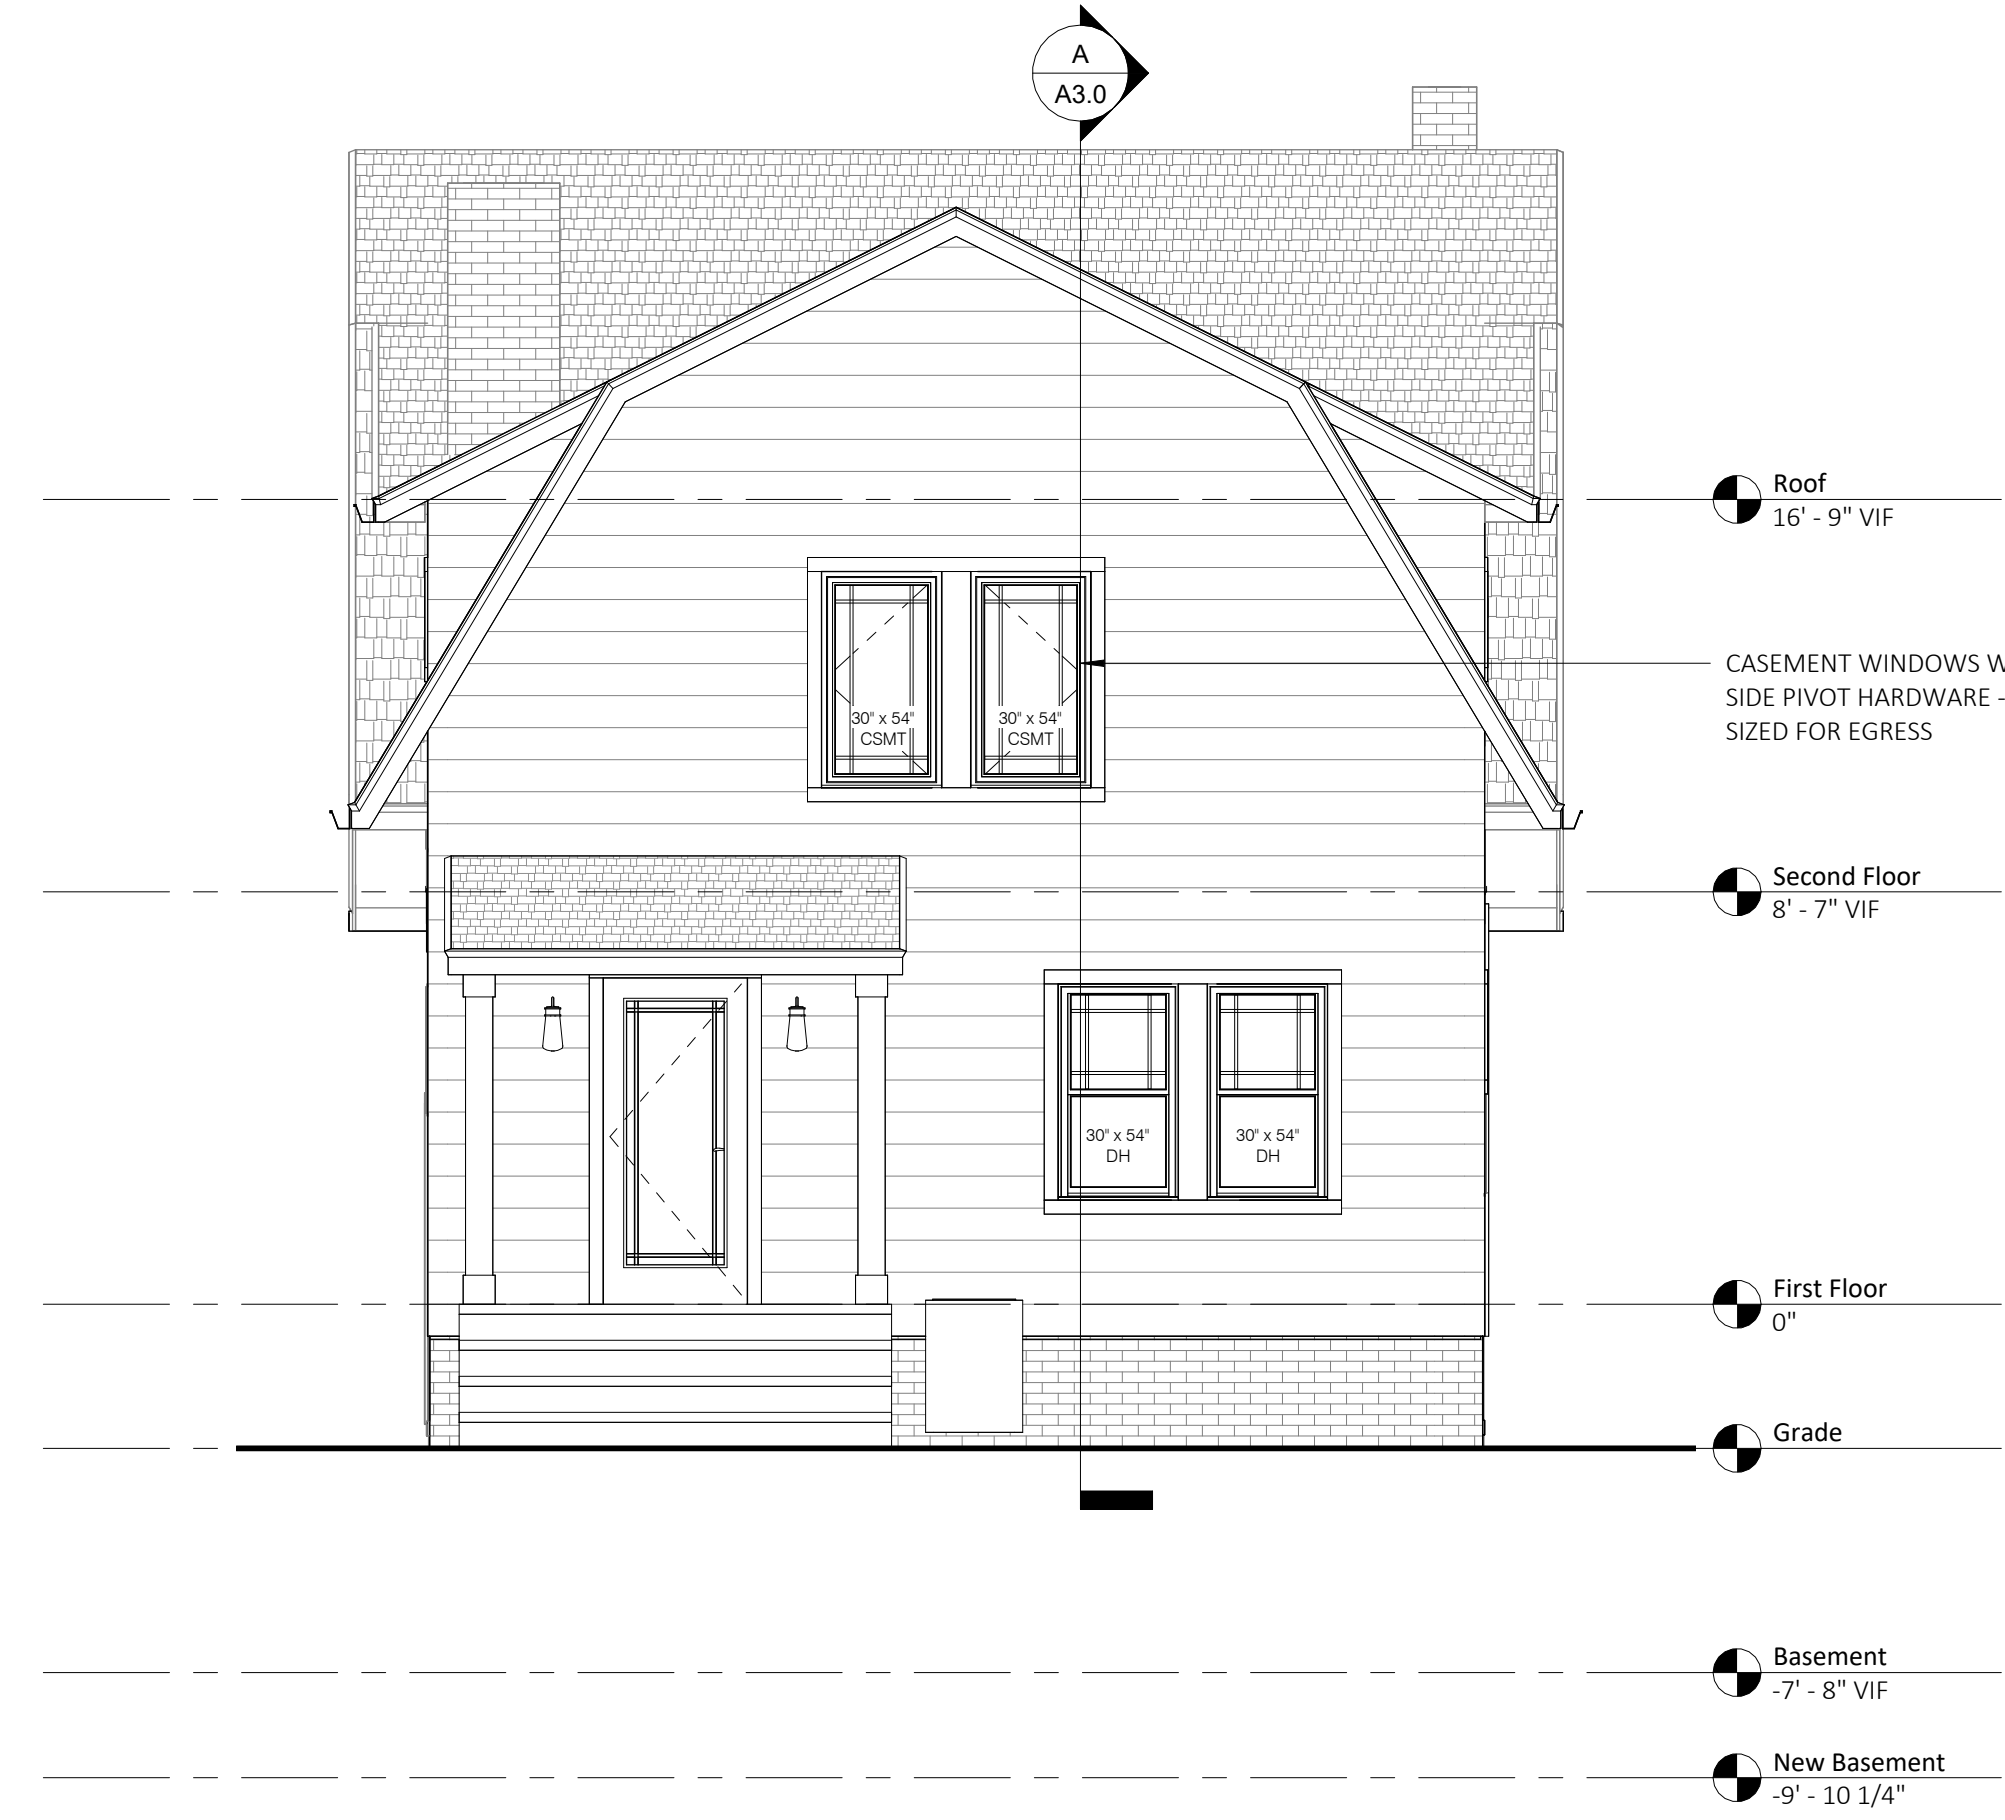 A
A3.0
Roof
16' - 9" VIF
CASEMENT WINDOWS W
SIDE PIVOT HARDWARE -
SIZED FOR EGRESS
30" x 54"
CSMT
30" x 54"
CSMT
Second Floor
8' - 7" VIF
30" x 54"
DH
30" x 54"
DH
First Floor
0"
Grade
Basement
-7' - 8" VIF
New Basement
-9' - 10 1/4"